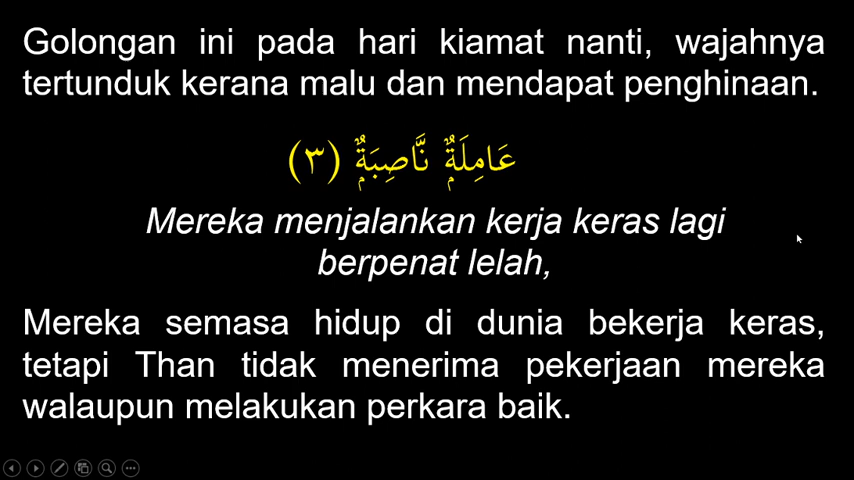 Golongan ini pada hari kiamat nanti, wajahnya
tertunduk kerana malu dan mendapat penghinaan.
عَامِلَةٌۭ نَّاصِبَةٌۭ (٣)
Mereka menjalankan kerja keras lagi
berpenat lelah,
Mereka semasa hidup di dunia bekerja keras,
tetapi Than tidak menerima pekerjaan mereka
walaupun melakukan perkara baik.